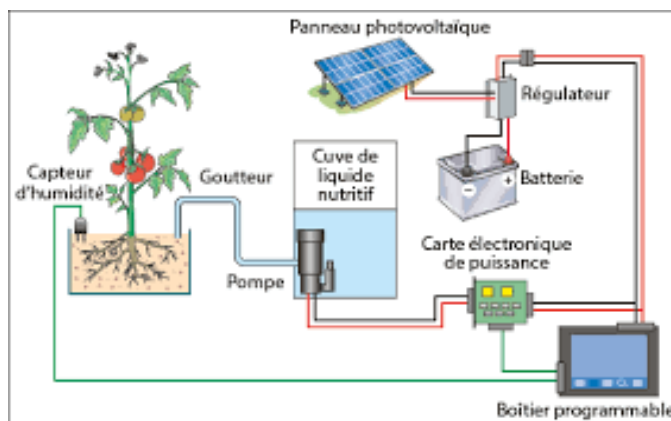 Panneau photovoltaïque
Régulateur
Capteur
d'humidité
Goutteur
Cuve de
liquide
nutritif
Batterie
Carte électronique
de puissance
Pompe
Boîtier programmable